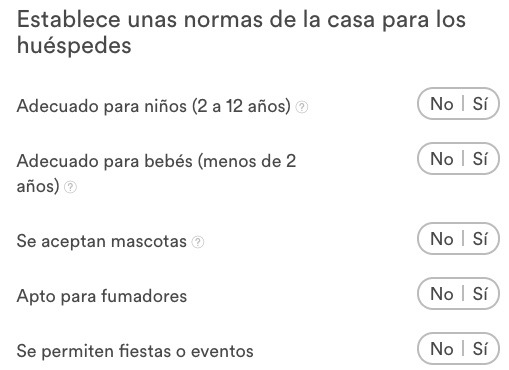 Establece unas normas de la casa para los
huéspedes
Adecuado para niños (2 a 12 años) ?
No | Sí
Adecuado para bebés (menos de 2
años) ?
No | Sí
Se aceptan mascotas ?
No | Sí
Apto para fumadores
No | Sí
Se permiten fiestas o eventos
No | Sí